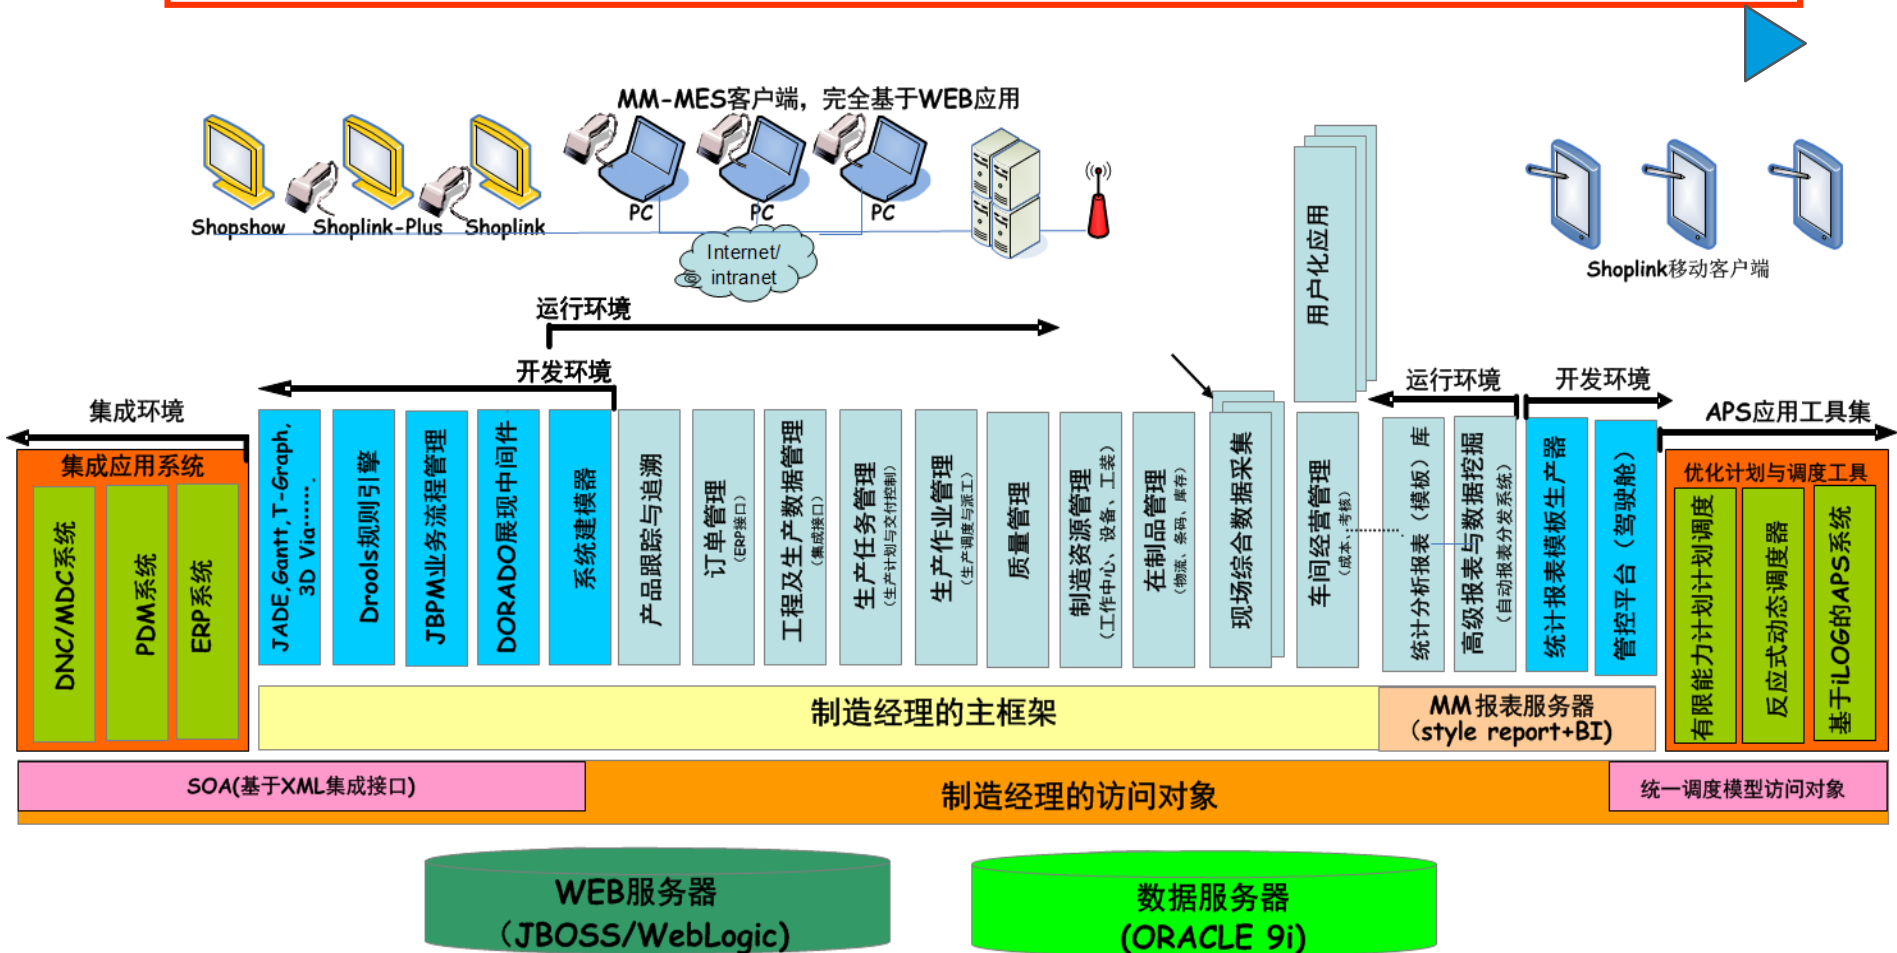 MM-MES客户端，完全基于WEB应用
Shopshow
Shoplink-Plus
Shoplink
PC
PC
PC
Internet/
intranet
Shoplink移动客户端
用户化应用
运行环境
开发环境
集成环境
运行环境
开发环境
APS应用工具集
集成应用系统
DNC/MDC系统
PDM系统
ERP系统
JADE,Gantt,T-Graph,
3D Via…….
Drools规则引擎
JBPM业务流程管理
DORADO展现中间件
系统建模器
产品跟踪与追溯
订单管理
（ERP接口）
工程及生产数据管理
（集成接口）
生产任务管理
（生产计划与交付控制）
生产作业管理
（生产调度与派工）
质量管理
制造资源管理
（工作中心、设备、工装）
在制品管理
（物流、条码、库存）
现场综合数据采集
车间经营管理
（成本、考核）
统计分析报表（模板）库
高级报表与数据挖掘
（自动报表分发系统）
统计报表模板生产器
管控平台（驾驶舱）
优化计划与调度工具
有限能力计划计划调度
反应式动态调度器
基于iLOG的APS系统
制造经理的主框架
MM报表服务器
（style report+BI)
SOA(基于XML集成接口)
制造经理的访问对象
统一调度模型访问对象
WEB服务器
（JBOSS/WebLogic)
数据服务器
(ORACLE 9i)